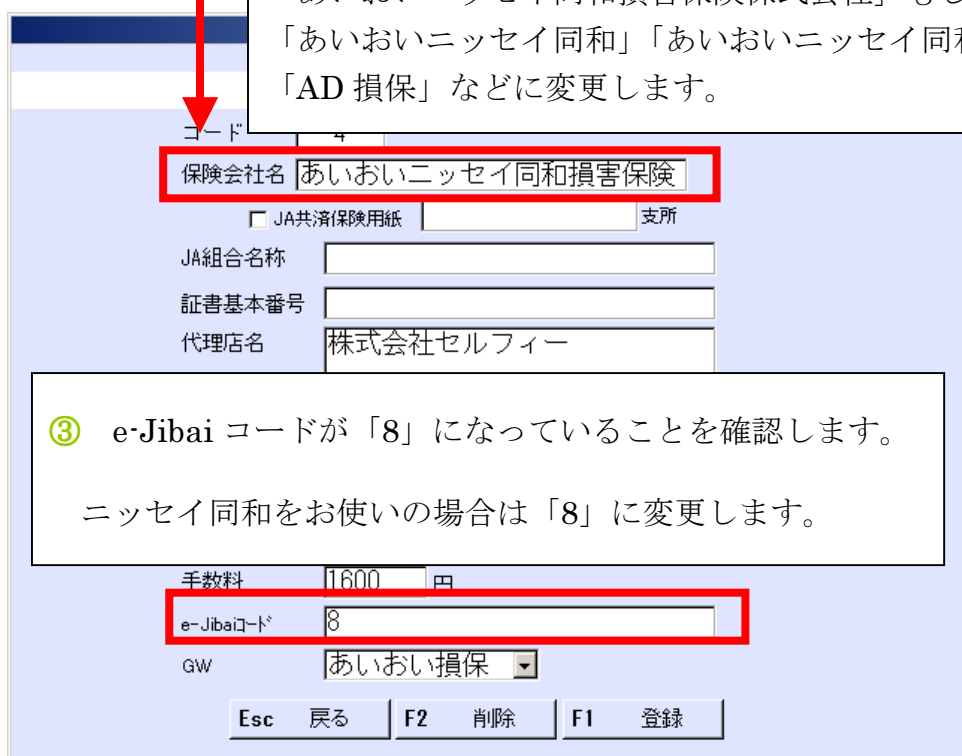 「あいおいニッセイ同和」「あいおいニッセイ同
「AD 損保」などに変更します。
コード 4
保険会社名 あいおいニッセイ同和損害保険
JA共済保険用紙 支所
JA組合名称
証書基本番号
代理店名 株式会社セルフィー
③ e-Jibai コードが「8」になっていることを確認します。
ニッセイ同和をお使いの場合は「8」に変更します。
手数料 1600 円
e-Jibaiコード 8
GW あいおい損保
Esc 戻る F2 削除 F1 登録